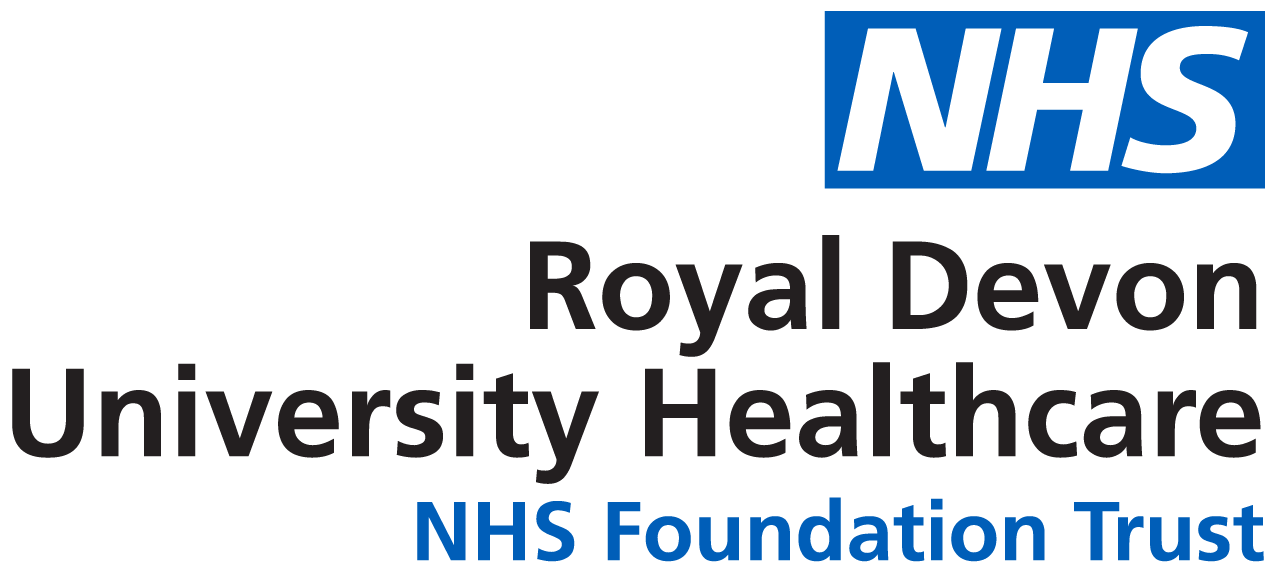 NHS
Royal Devon
University Healthcare
NHS Foundation Trust